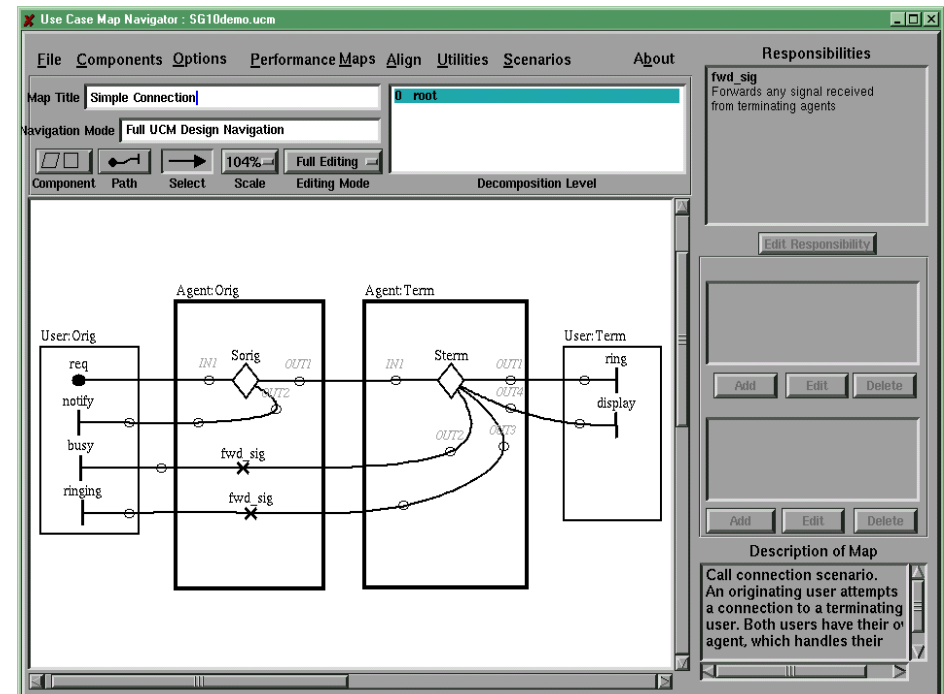 Use Case Map Navigator : SG10demo.ucm
File Components Options Performance Maps Align Utilities Scenarios About
Map Title Simple Connection
0 root
Navigation Mode Full UCM Design Navigation
104% Full Editing
Component Path Select Scale Editing Mode Decomposition Level
Responsibilities
fwd_sig
Forwards any signal received
from terminating agents
Edit Responsibility
Add Edit Delete
Add Edit Delete
Description of Map
Call connection scenario.
An originating user attempts
a connection to a terminating
user. Both users have their o
agent, which handles their
Agent:Orig Agent:Term
User:Orig User:Term
req IN1 Sorig OUT1 IN1 Sterm OUT1 ring
notify OUT2 OUT4 display
busy OUT2 OUT3
fwd_sig
ringing fwd_sig